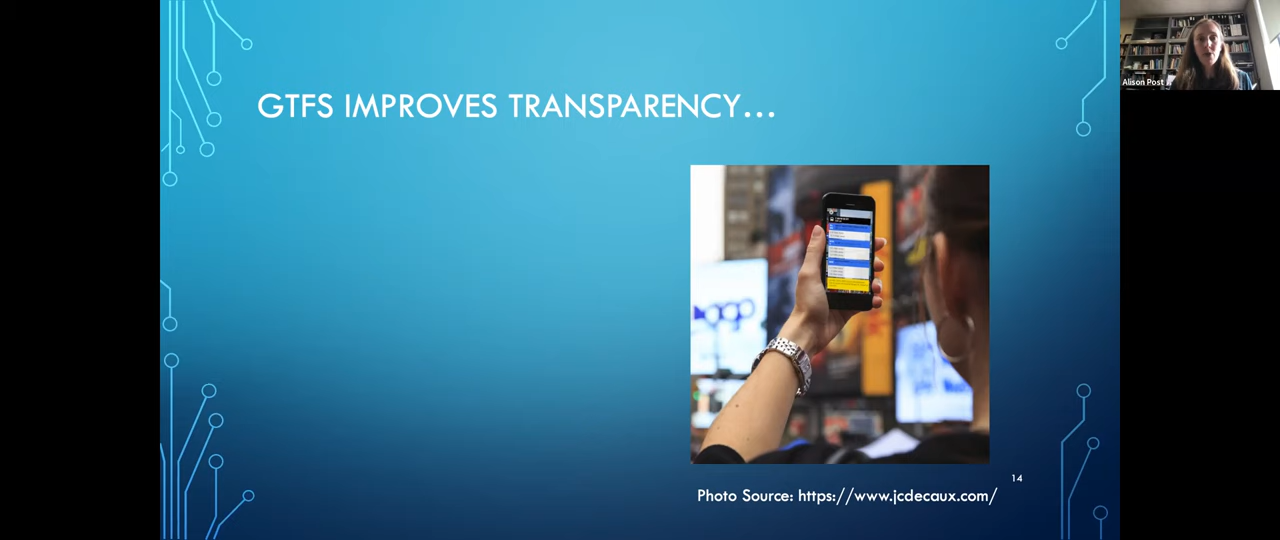 GTFS IMPROVES TRANSPARENCY...
Alison Post
14
Photo Source: https://www.jcdecaux.com/